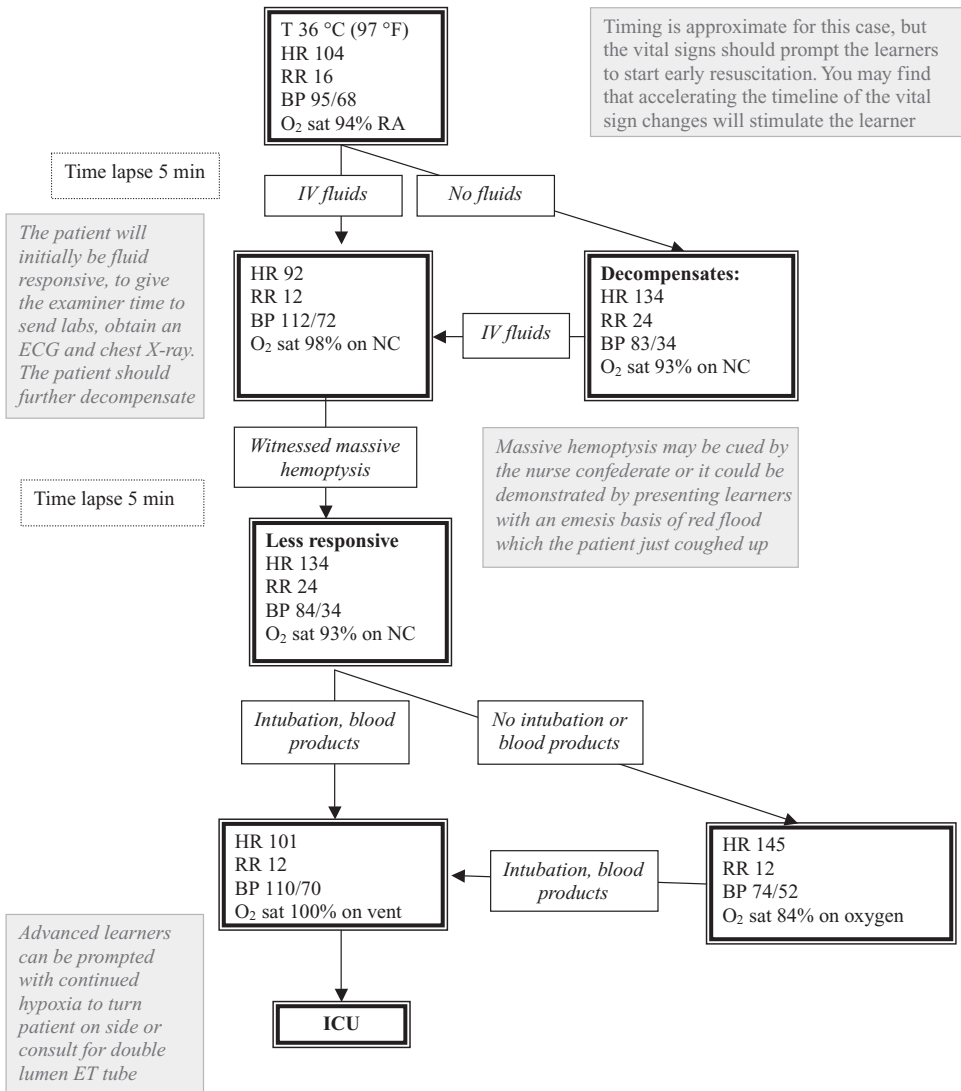 T 36 °C (97 °F)
HR 104
RR 16
BP 95/68
O₂ sat 94% RA
Timing is approximate for this case, but
the vital signs should prompt the learners
to start early resuscitation. You may find
that accelerating the timeline of the vital
sign changes will stimulate the learner
Time lapse 5 min
IV fluids
No fluids
The patient will
initially be fluid
responsive, to give
the examiner time to
send labs, obtain an
ECG and chest X-ray.
The patient should
further decompensate
HR 92
RR 12
BP 112/72
O₂ sat 98% on NC
IV fluids
Decompensates:
HR 134
RR 24
BP 83/34
O₂ sat 93% on NC
Witnessed massive
hemoptysis
Massive hemoptysis may be cued by
the nurse confederate or it could be
demonstrated by presenting learners
with an emesis basis of red flood
which the patient just coughed up
Time lapse 5 min
Less responsive
HR 134
RR 24
BP 84/34
O₂ sat 93% on NC
Intubation, blood
products
No intubation or
blood products
HR 101
RR 12
BP 110/70
O₂ sat 100% on vent
Intubation, blood
products
HR 145
RR 12
BP 74/52
O₂ sat 84% on oxygen
Advanced learners
can be prompted
with continued
hypoxia to turn
patient on side or
consult for double
lumen ET tube
ICU